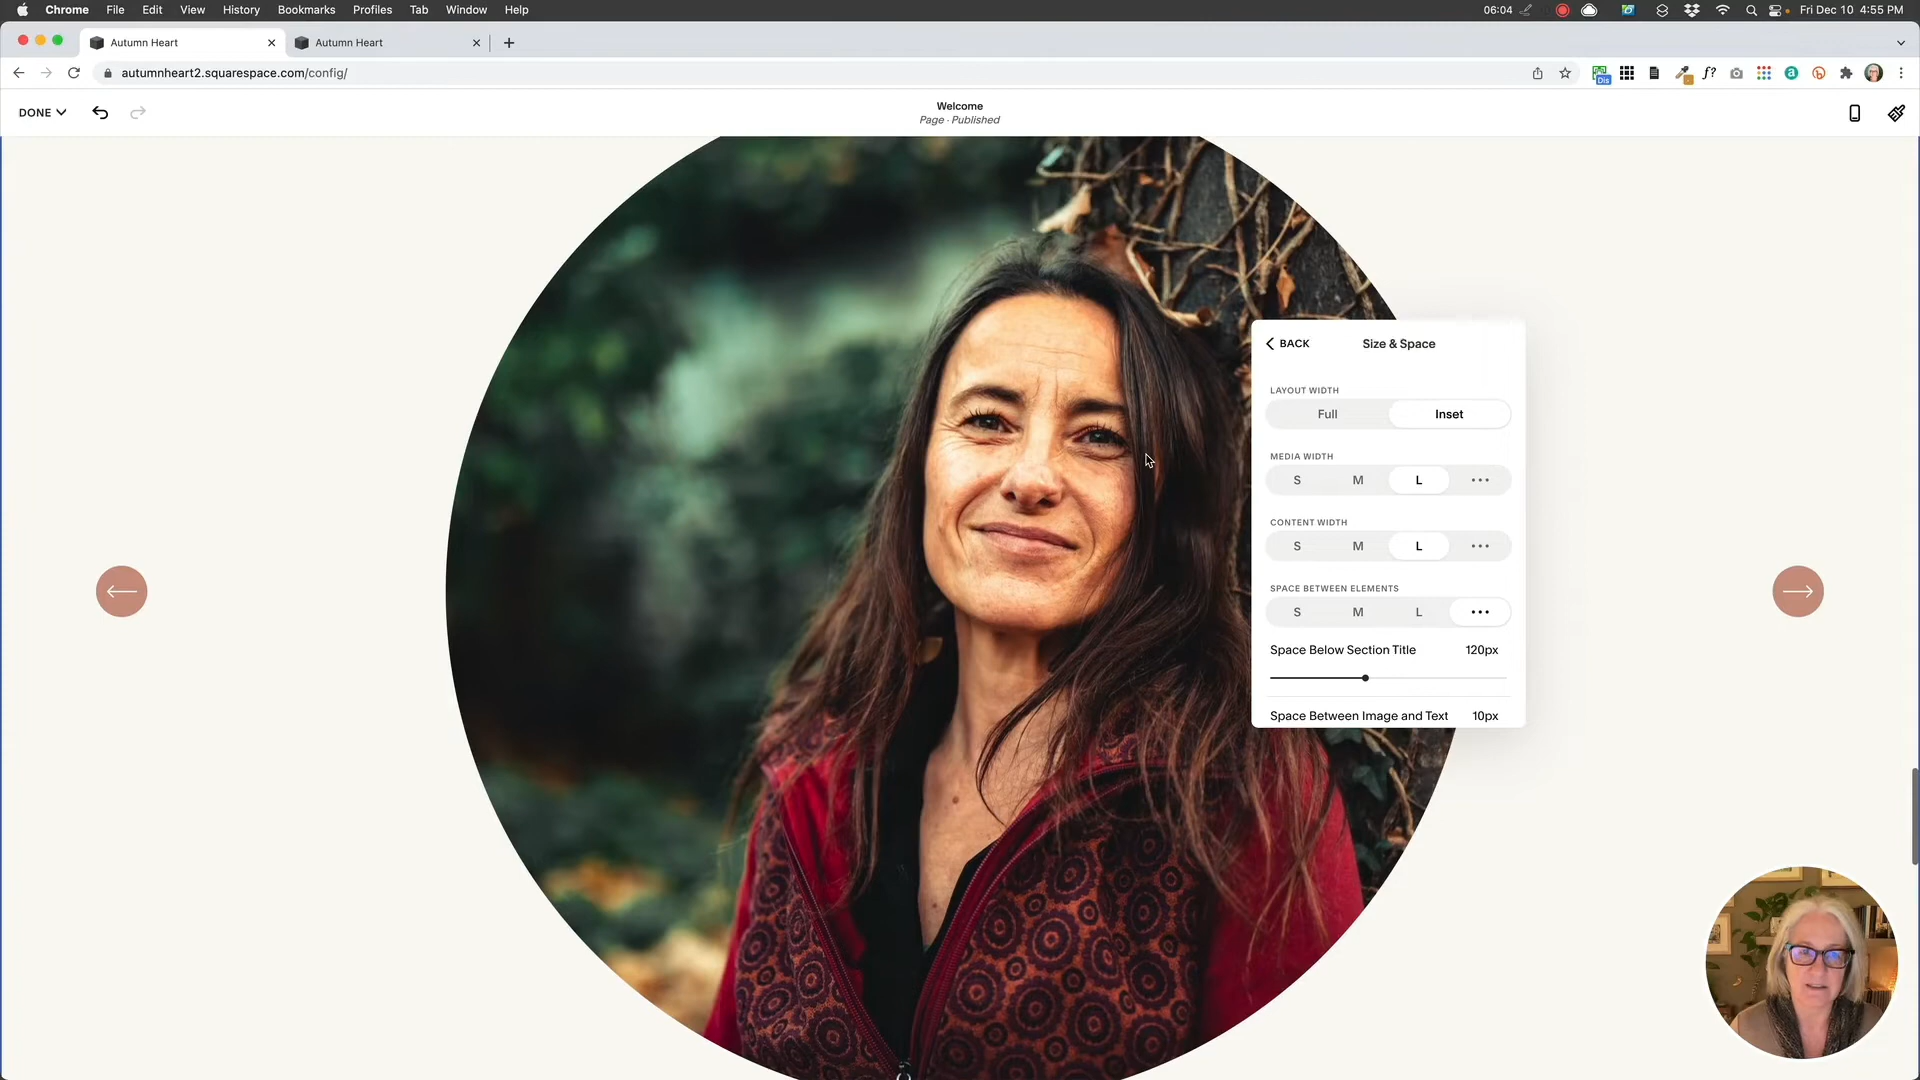 Chrome File Edit View History Bookmarks Profiles Tab Window Help 06:04 Fri Dec 10 4:55 PM
Autumn Heart Autumn Heart
autumnheart2.squarespace.com/config/
Dis f?
DONE Welcome
Page · Published
BACK Size & Space
LAYOUT WIDTH
Full Inset
MEDIA WIDTH
S M L ...
CONTENT WIDTH
S M L ...
SPACE BETWEEN ELEMENTS
S M L ...
Space Below Section Title 120px
Space Between Image and Text 10px